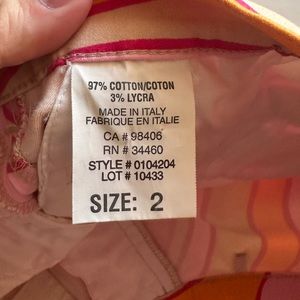 97% COTTON/COTON
3% LYCRA
MADE IN ITALY
FABRIQUE EN ITALIE
CA # 98406
RN # 34460
STYLE # 0104204
LOT # 10433
SIZE: 2